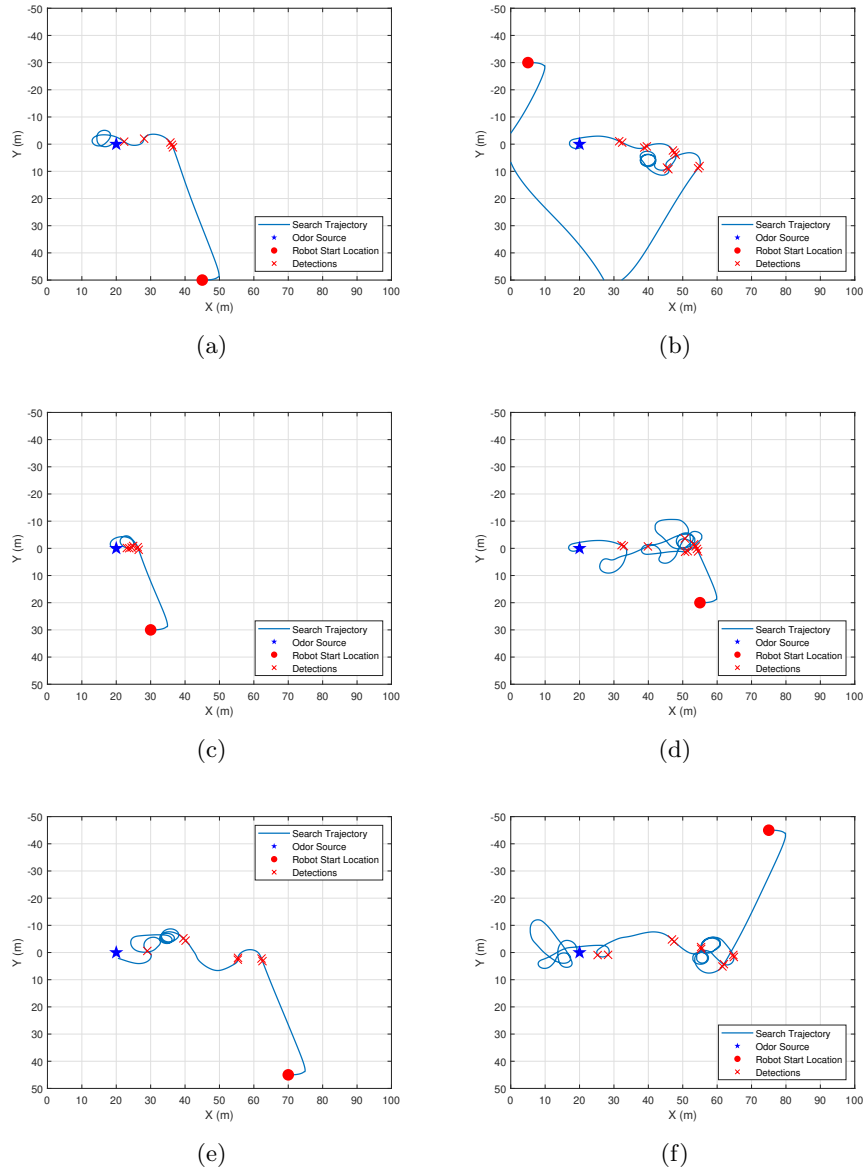 -50
-40
-30
-20
-10
0
10
20
30
40
50
Y (m)
0 10 20 30 40 50 60 70 80 90 100
X (m)
Search Trajectory
Odor Source
Robot Start Location
Detections
(a)
-50
-40
-30
-20
-10
0
10
20
30
40
50
Y (m)
0 10 20 30 40 50 60 70 80 90 100
X (m)
Search Trajectory
Odor Source
Robot Start Location
Detections
(b)
-50
-40
-30
-20
-10
0
10
20
30
40
50
Y (m)
0 10 20 30 40 50 60 70 80 90 100
X (m)
Search Trajectory
Odor Source
Robot Start Location
Detections
(c)
-50
-40
-30
-20
-10
0
10
20
30
40
50
Y (m)
0 10 20 30 40 50 60 70 80 90 100
X (m)
Search Trajectory
Odor Source
Robot Start Location
Detections
(d)
-50
-40
-30
-20
-10
0
10
20
30
40
50
Y (m)
0 10 20 30 40 50 60 70 80 90 100
X (m)
Search Trajectory
Odor Source
Robot Start Location
Detections
(e)
-50
-40
-30
-20
-10
0
10
20
30
40
50
Y (m)
0 10 20 30 40 50 60 70 80 90 100
X (m)
Search Trajectory
Odor Source
Robot Start Location
Detections
(f)